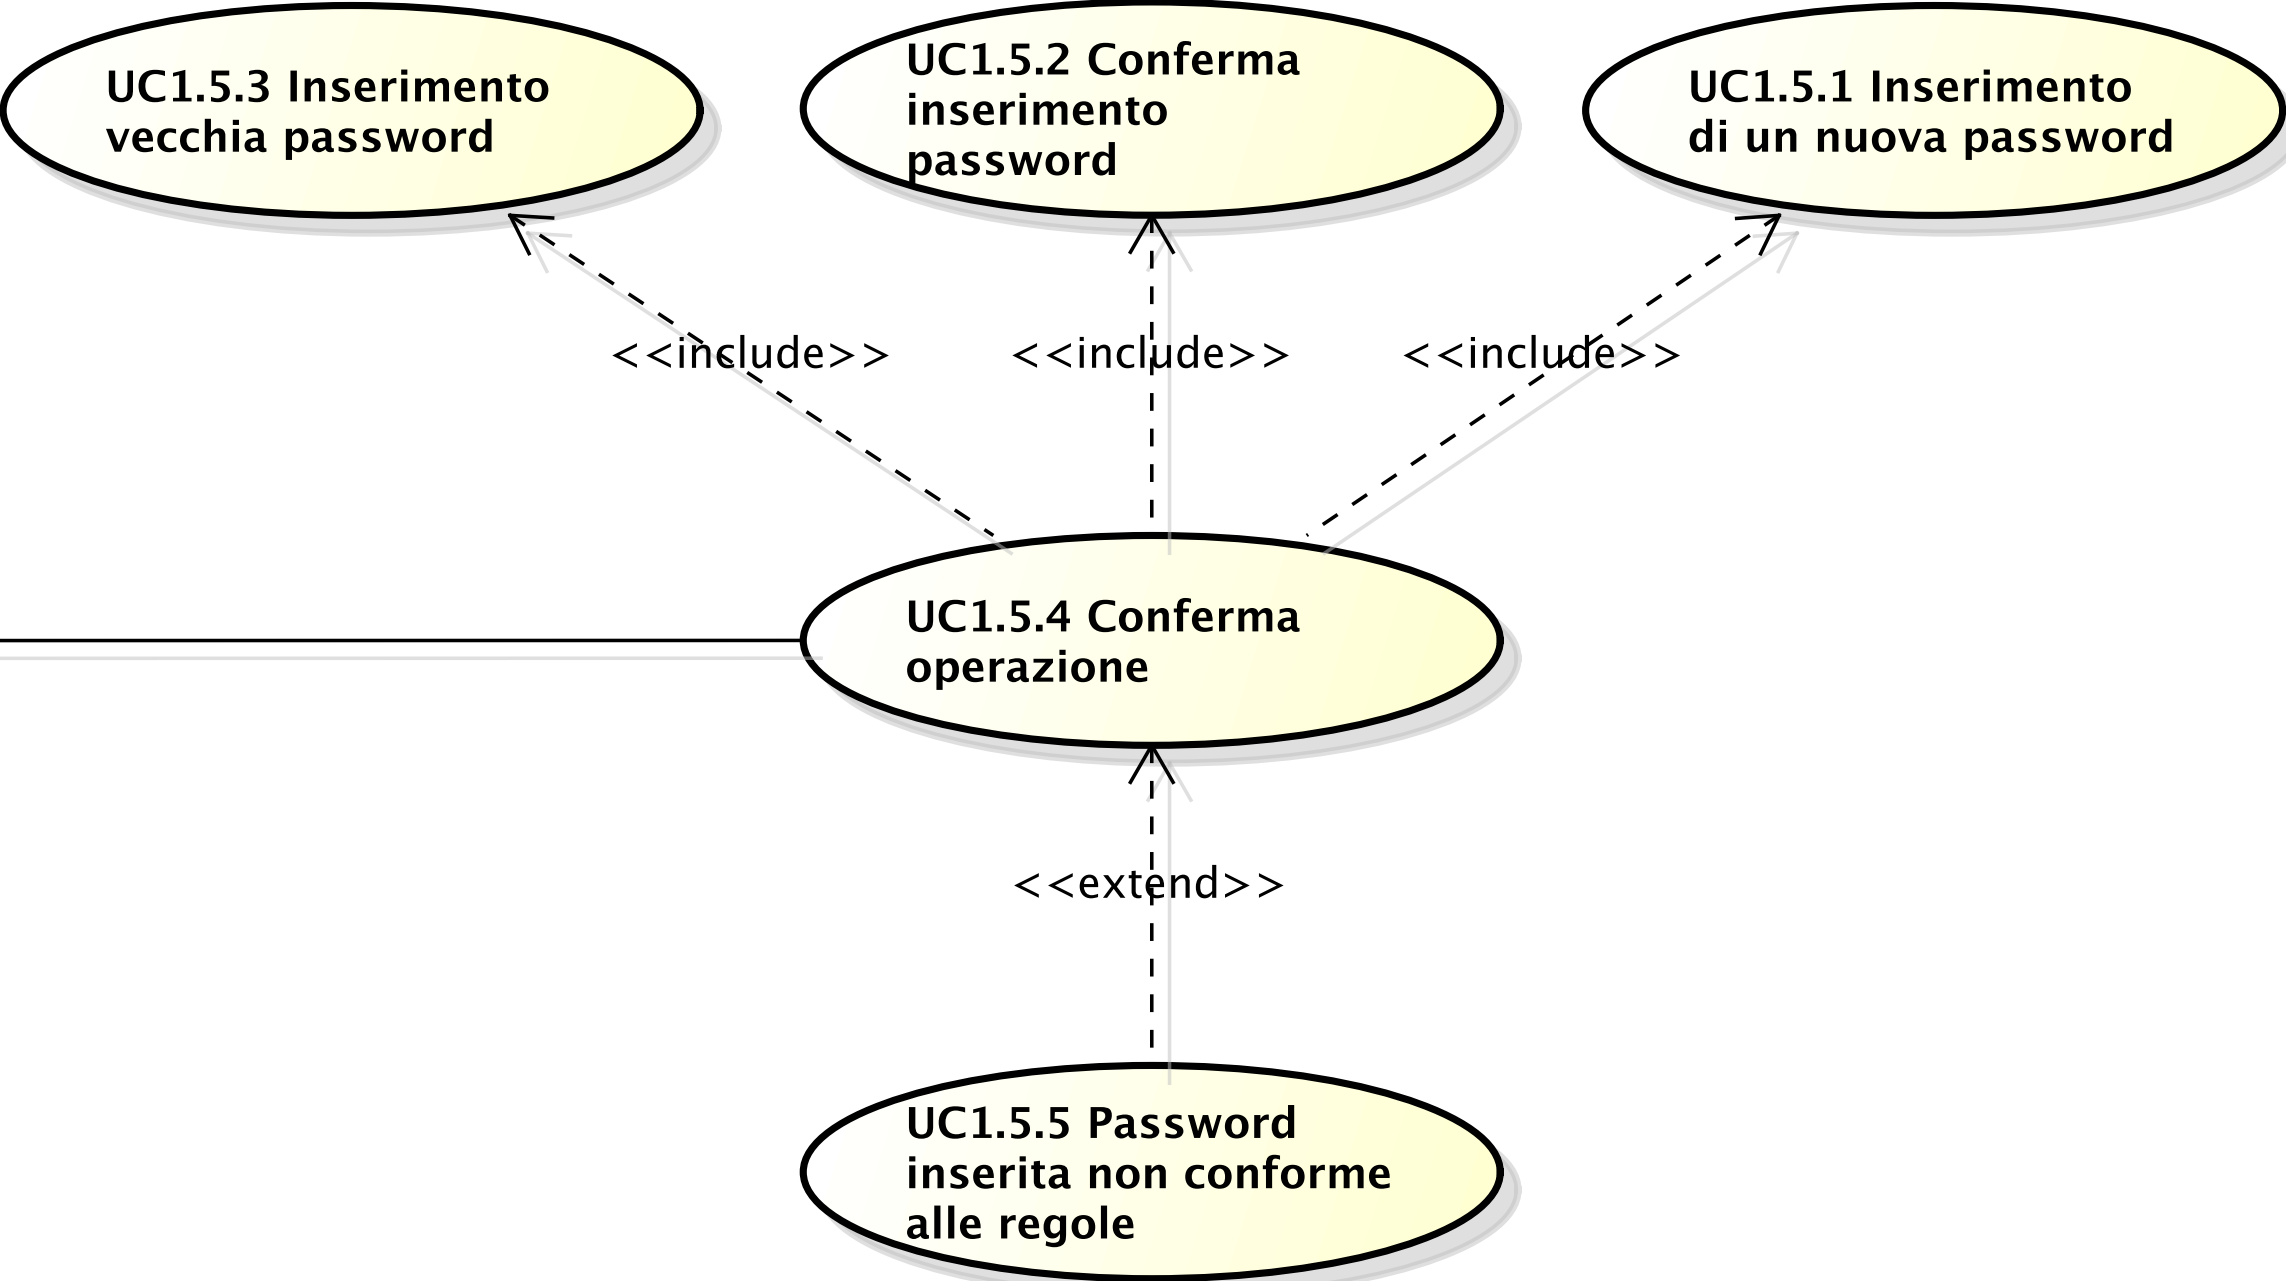 UC1.5.3 Inserimento
vecchia password
UC1.5.2 Conferma
inserimento
password
UC1.5.1 Inserimento
di un nuova password
<<include>>
<<include>>
<<include>>
UC1.5.4 Conferma
operazione
<<extend>>
UC1.5.5 Password
inserita non conforme
alle regole